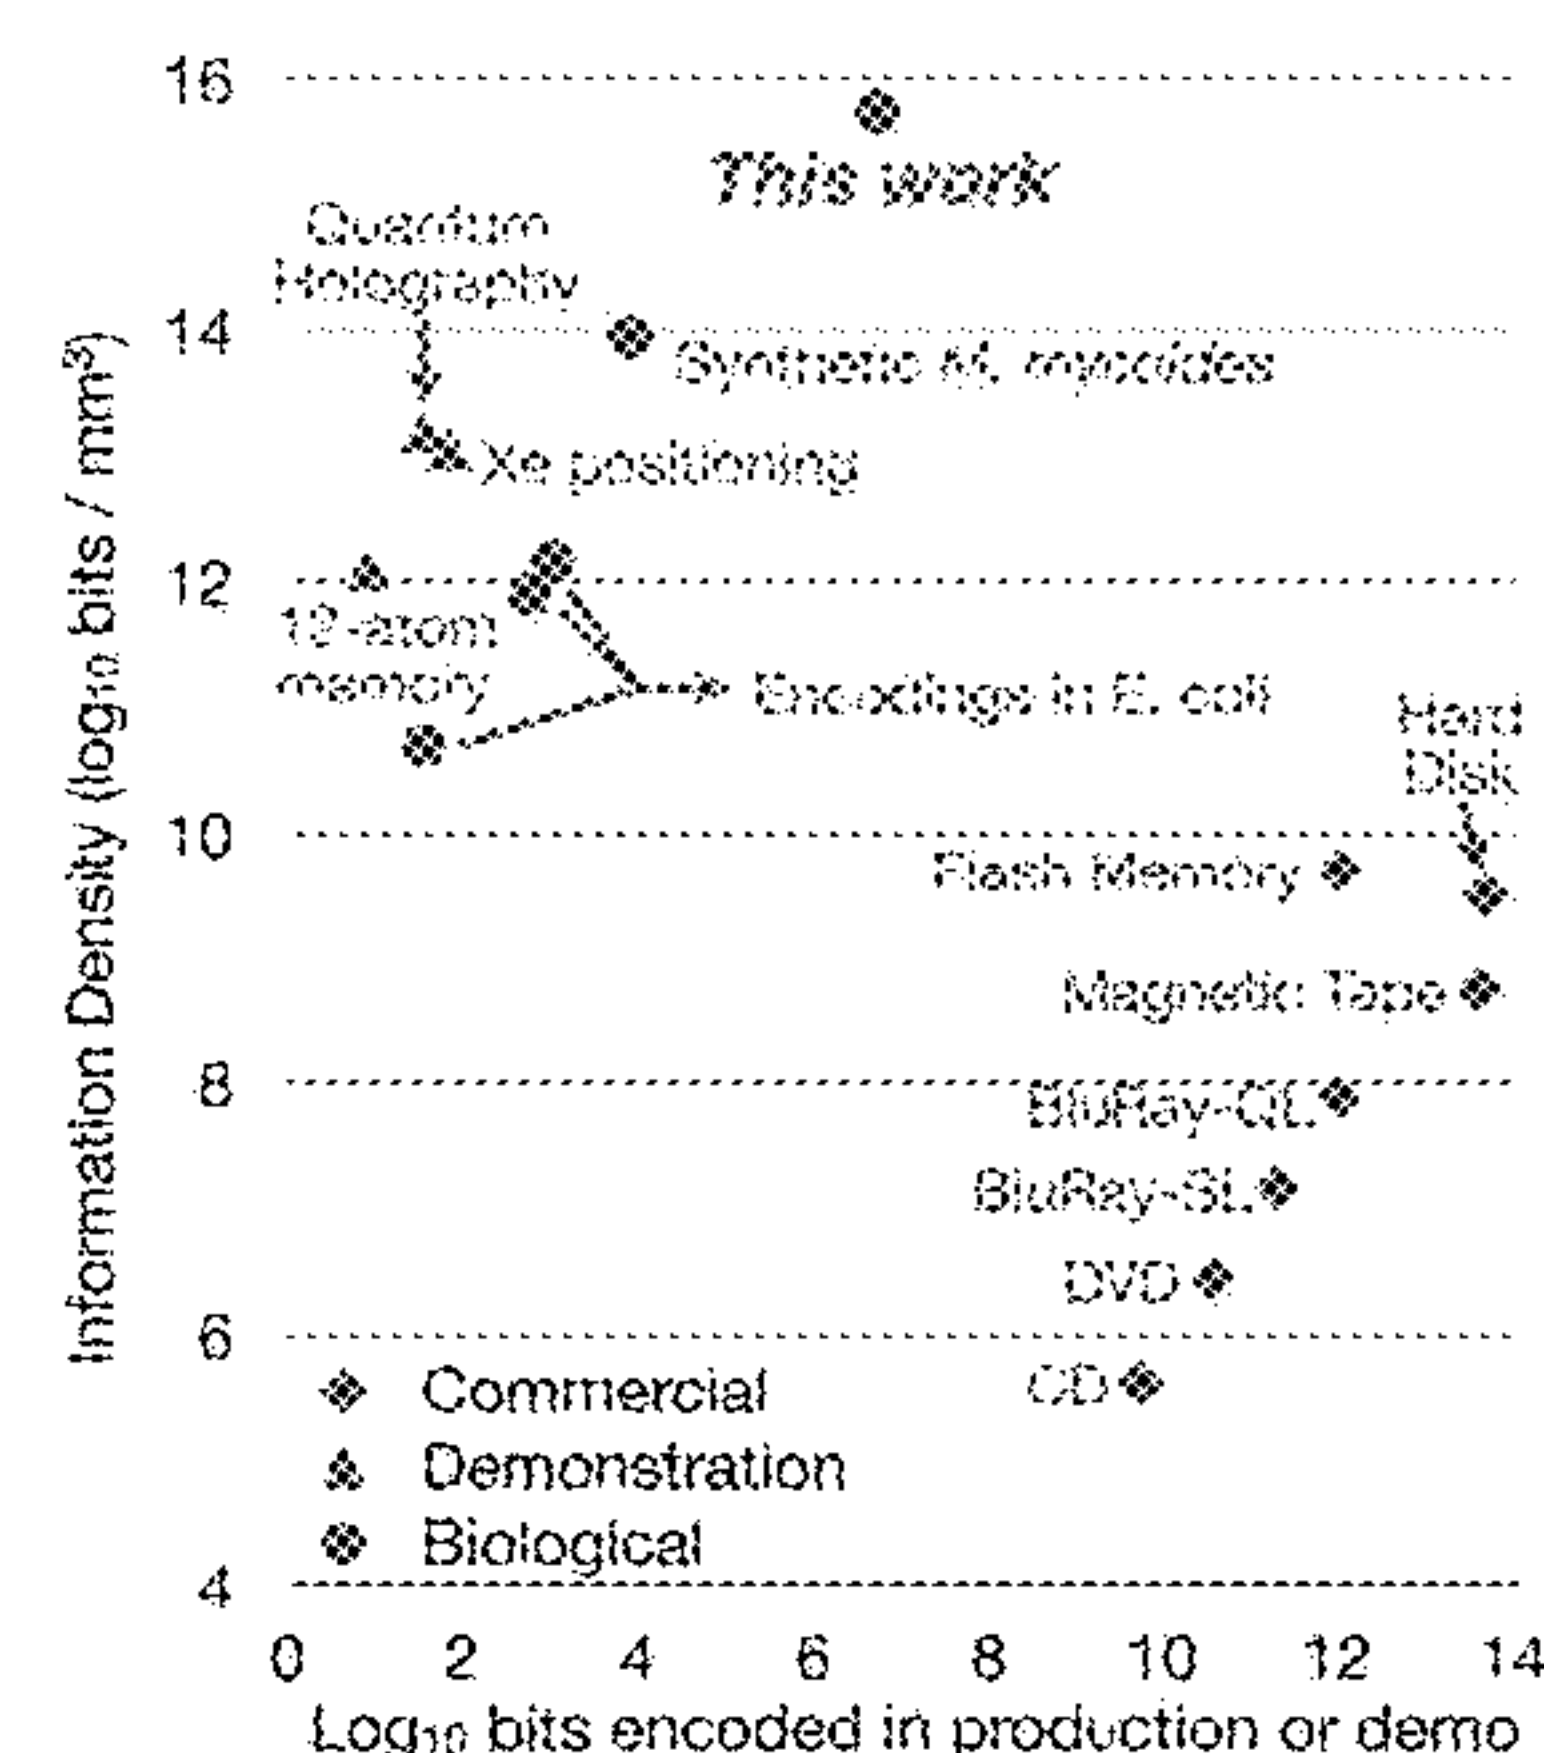 16
This work
Quantum
Holography
14
Synthetic M. mycoides
Xe positioning
12
12-atom
memory
Encodings in E. coli
Hard
Disk
10
Flash Memory
Magnetic Tape
8
BluRay-QL
BluRay-SL
DVD
6
CD
Commercial
Demonstration
Biological
4
0 2 4 6 8 10 12 14
Log₁₀ bits encoded in production or demo
Information Density (log₁₀ bits / mm³)